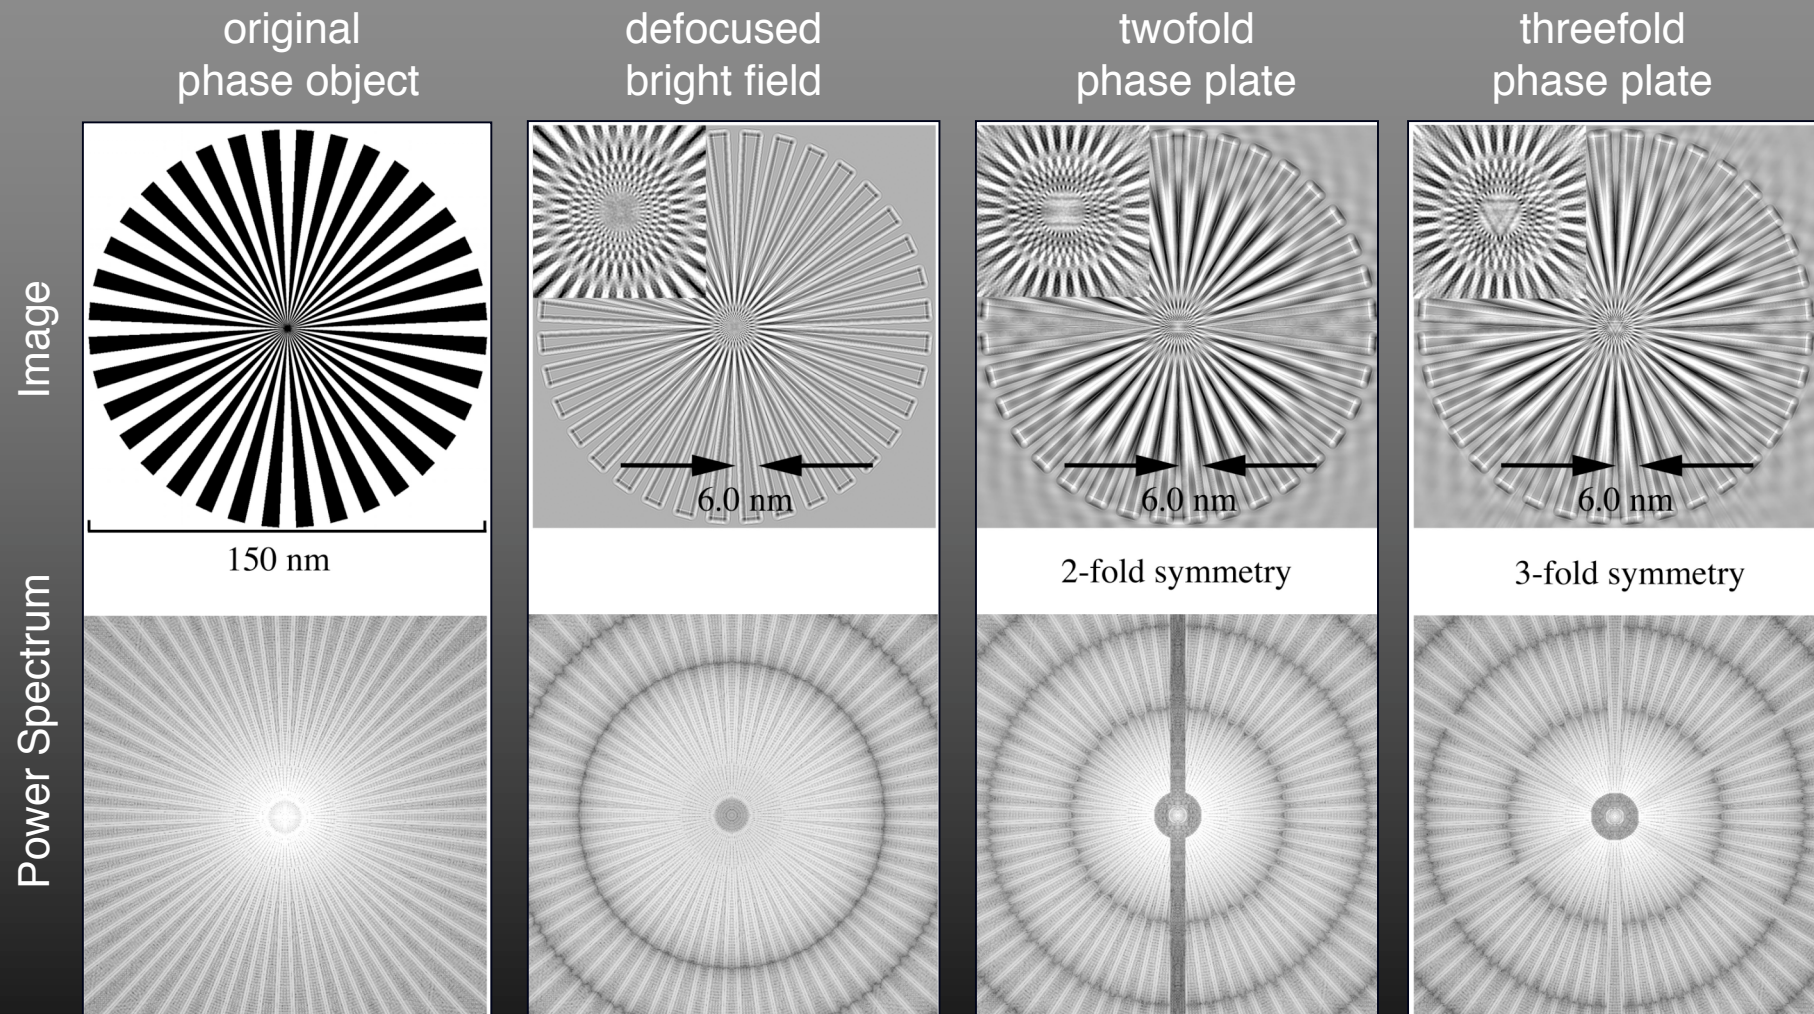 original
phase object
defocused
bright field
twofold
phase plate
threefold
phase plate
Image
6.0 nm
6.0 nm
6.0 nm
150 nm
2-fold symmetry
3-fold symmetry
Power Spectrum